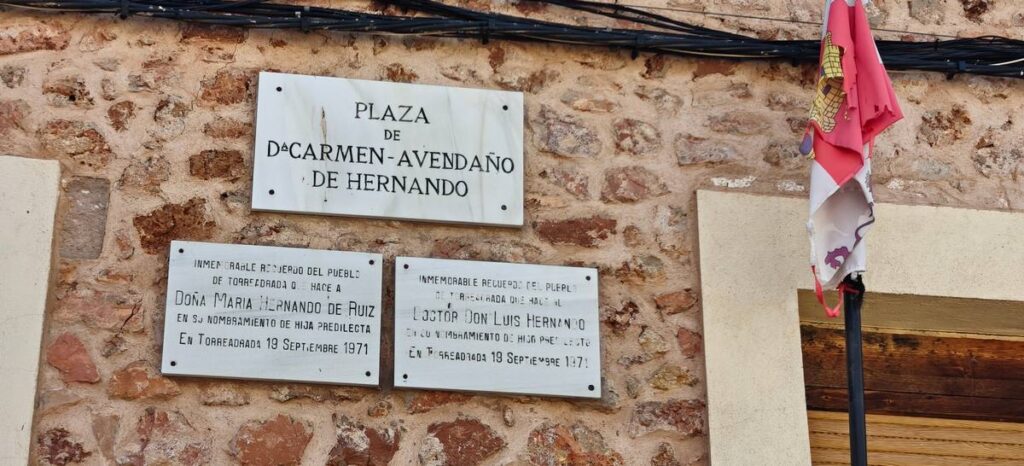 PLAZA
DE
Dª CARMEN-AVENDAÑO
DE HERNANDO
INMEMORABLE RECUERDO DEL PUEBLO
DE TORREADRADA QUE HACE A
DOÑA MARIA HERNANDO DE RUIZ
EN SU NOMBRAMIENTO DE HIJA PREDILECTA
EN TORREADRADA 19 SEPTIEMBRE 1971
INMEMORABLE RECUERDO DEL PUEBLO
DE TORREADRADA QUE HACE AL
DOCTOR DON LUIS HERNANDO
EN SU NOMBRAMIENTO DE HIJO PREDILECTO
EN TORREADRADA 19 SEPTIEMBRE 1971